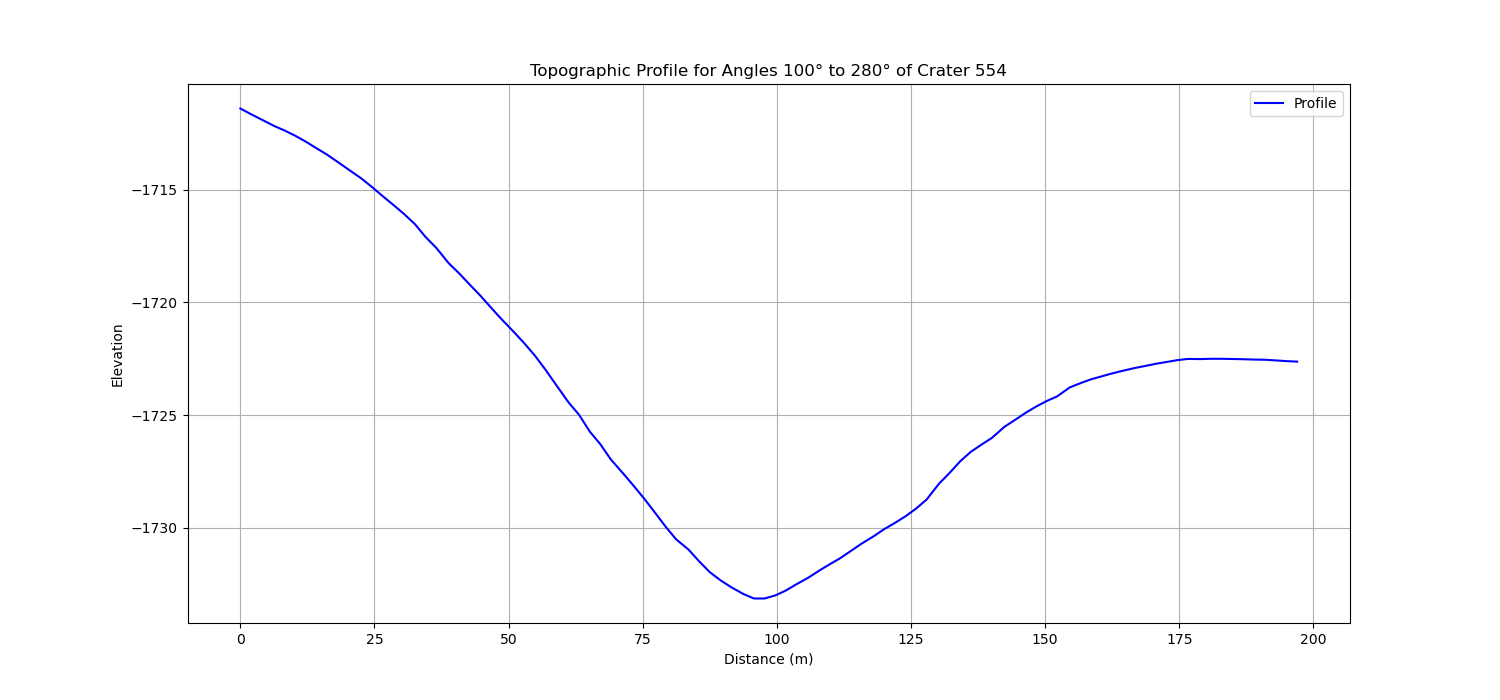 Topographic Profile for Angles 100° to 280° of Crater 554
Profile
−1715
−1720
−1725
−1730
Elevation
0 25 50 75 100 125 150 175 200
Distance (m)